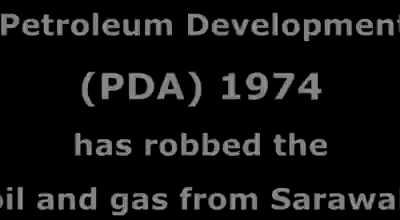 Petroleum Development
(PDA) 1974
has robbed the
oil and gas from Sarawak